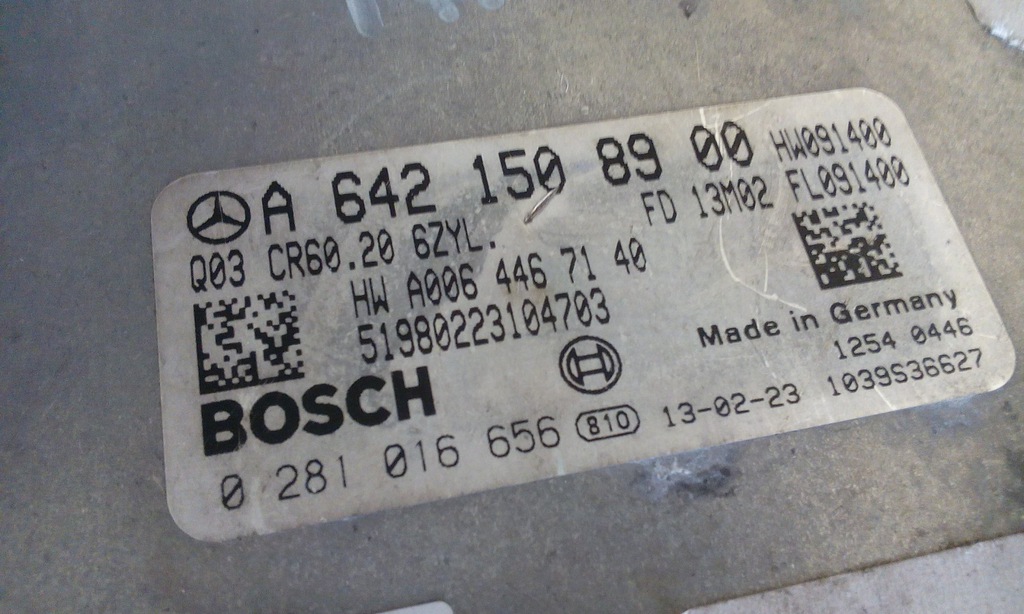 A 642 150 89 00 HW091400
Q03 CR60.20 6ZYL. FD 13M02 FL091400
HW A006 446 71 40
51980223104703
Made in Germany
BOSCH 1254 0446
0 281 016 656 810 13-02-23 1039S36627